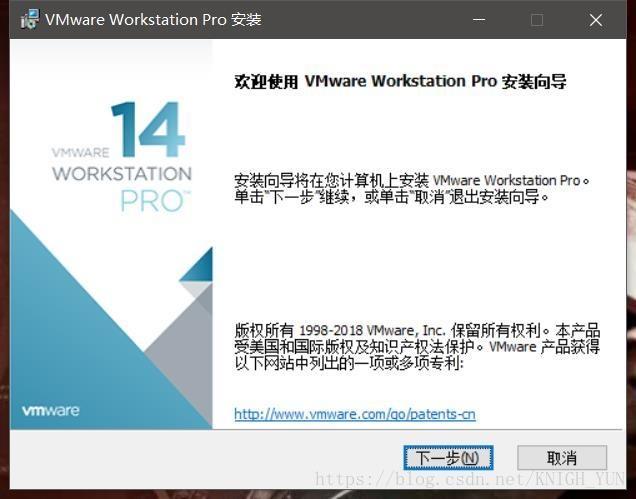 VMware Workstation Pro 安装
欢迎使用 VMware Workstation Pro 安装向导
VMWARE 14
WORKSTATION
PRO™
安装向导将在您计算机上安装 VMware Workstation Pro。
单击“下一步”继续，或单击“取消”退出安装向导。
版权所有 1998-2018 VMware, Inc. 保留所有权利。本产品
受美国和国际版权及知识产权法保护。VMware 产品获得
以下网站中列出的一项或多项专利:
http://www.vmware.com/go/patents-cn
vmware
下一步(N)
取消
https://blog.csdn.net/KNIGH_YUN